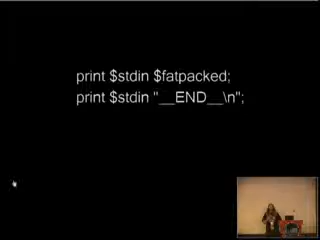 print $stdin $fatpacked;
print $stdin "__END__\n";